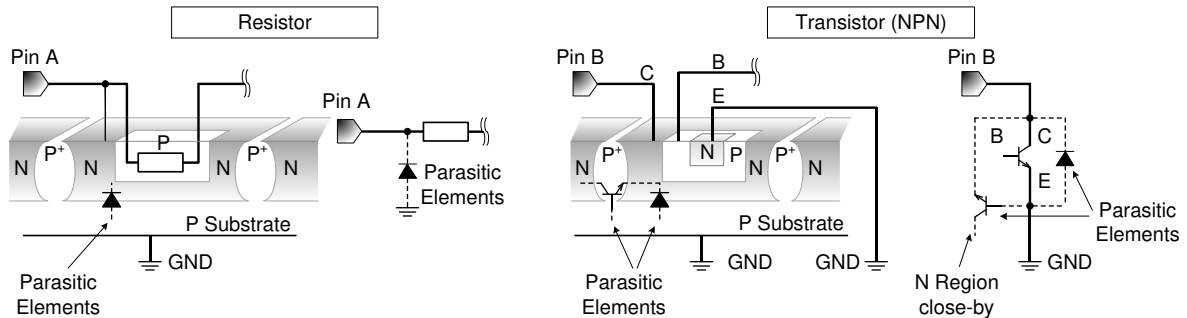 Resistor
Pin A
N
P+
N
P
P+
N
N
Parasitic
Elements
P Substrate
GND
Pin A
Parasitic
Elements
Transistor (NPN)
Pin B
C
B
E
N
P+
N
N
P
P+
N
N
P Substrate
Parasitic
Elements
GND
GND
Pin B
B
C
E
Parasitic
Elements
GND
N Region
close-by